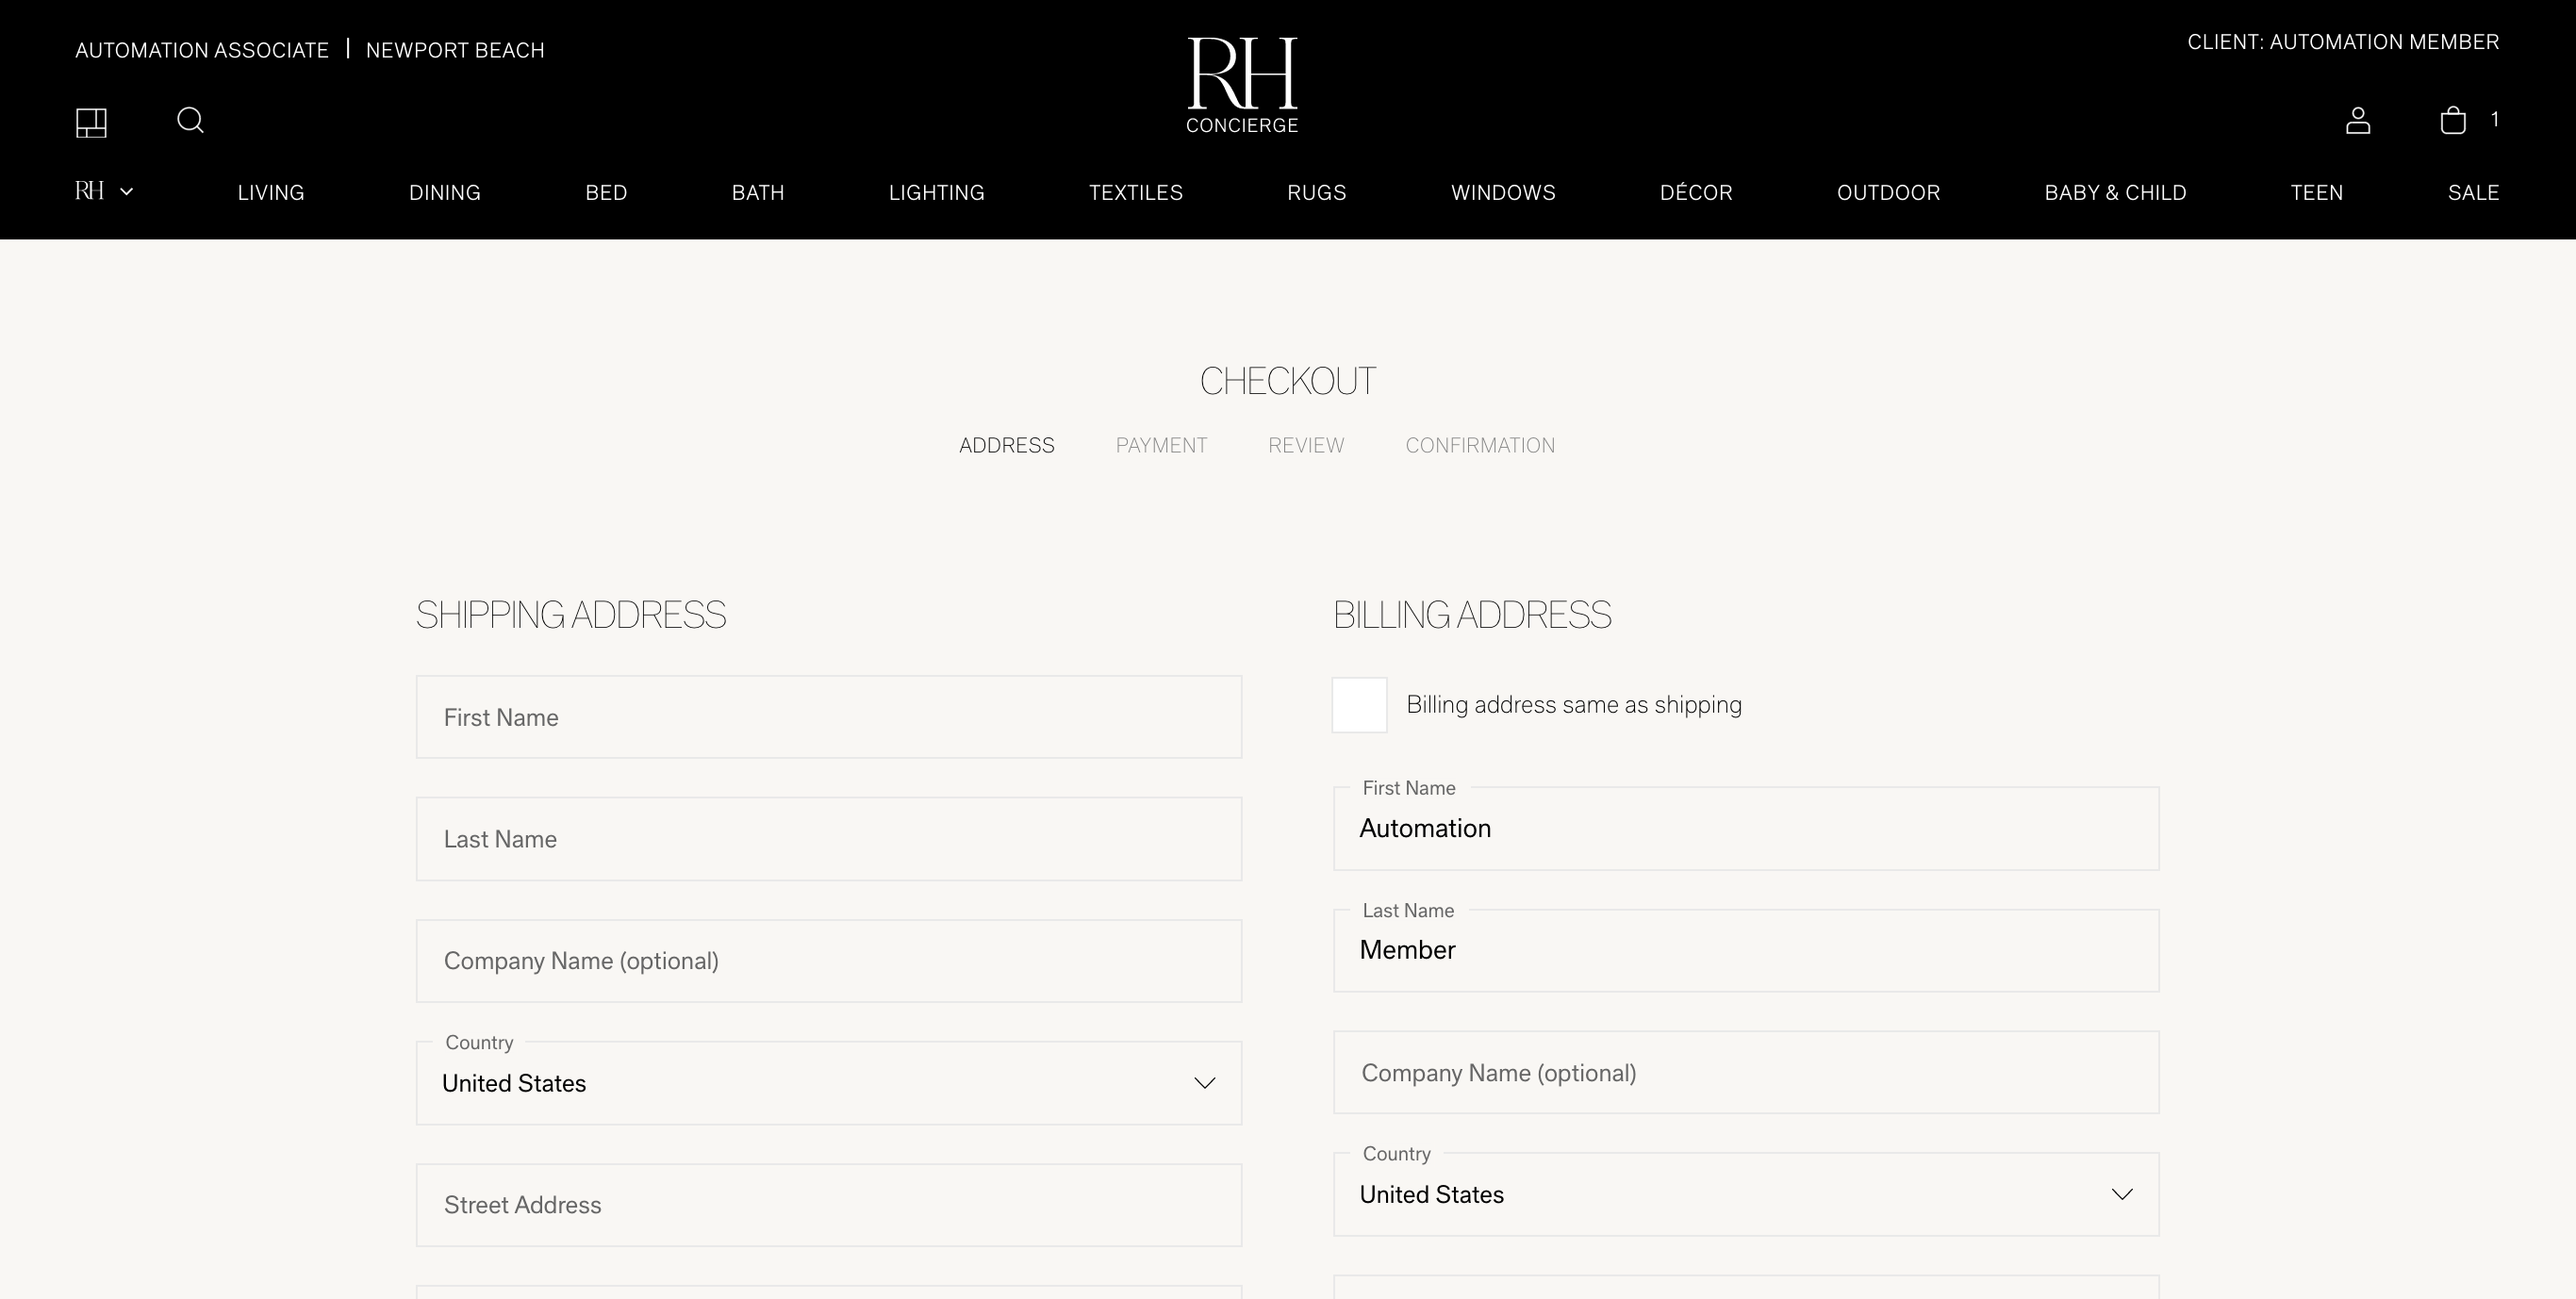 AUTOMATION ASSOCIATE | NEWPORT BEACH
CLIENT: AUTOMATION MEMBER
RH
CONCIERGE
1
RH LIVING DINING BED BATH LIGHTING TEXTILES RUGS WINDOWS DÉCOR OUTDOOR BABY & CHILD TEEN SALE
CHECKOUT
ADDRESS PAYMENT REVIEW CONFIRMATION
SHIPPING ADDRESS
First Name
Last Name
Company Name (optional)
Country
United States
Street Address
BILLING ADDRESS
Billing address same as shipping
First Name
Automation
Last Name
Member
Company Name (optional)
Country
United States